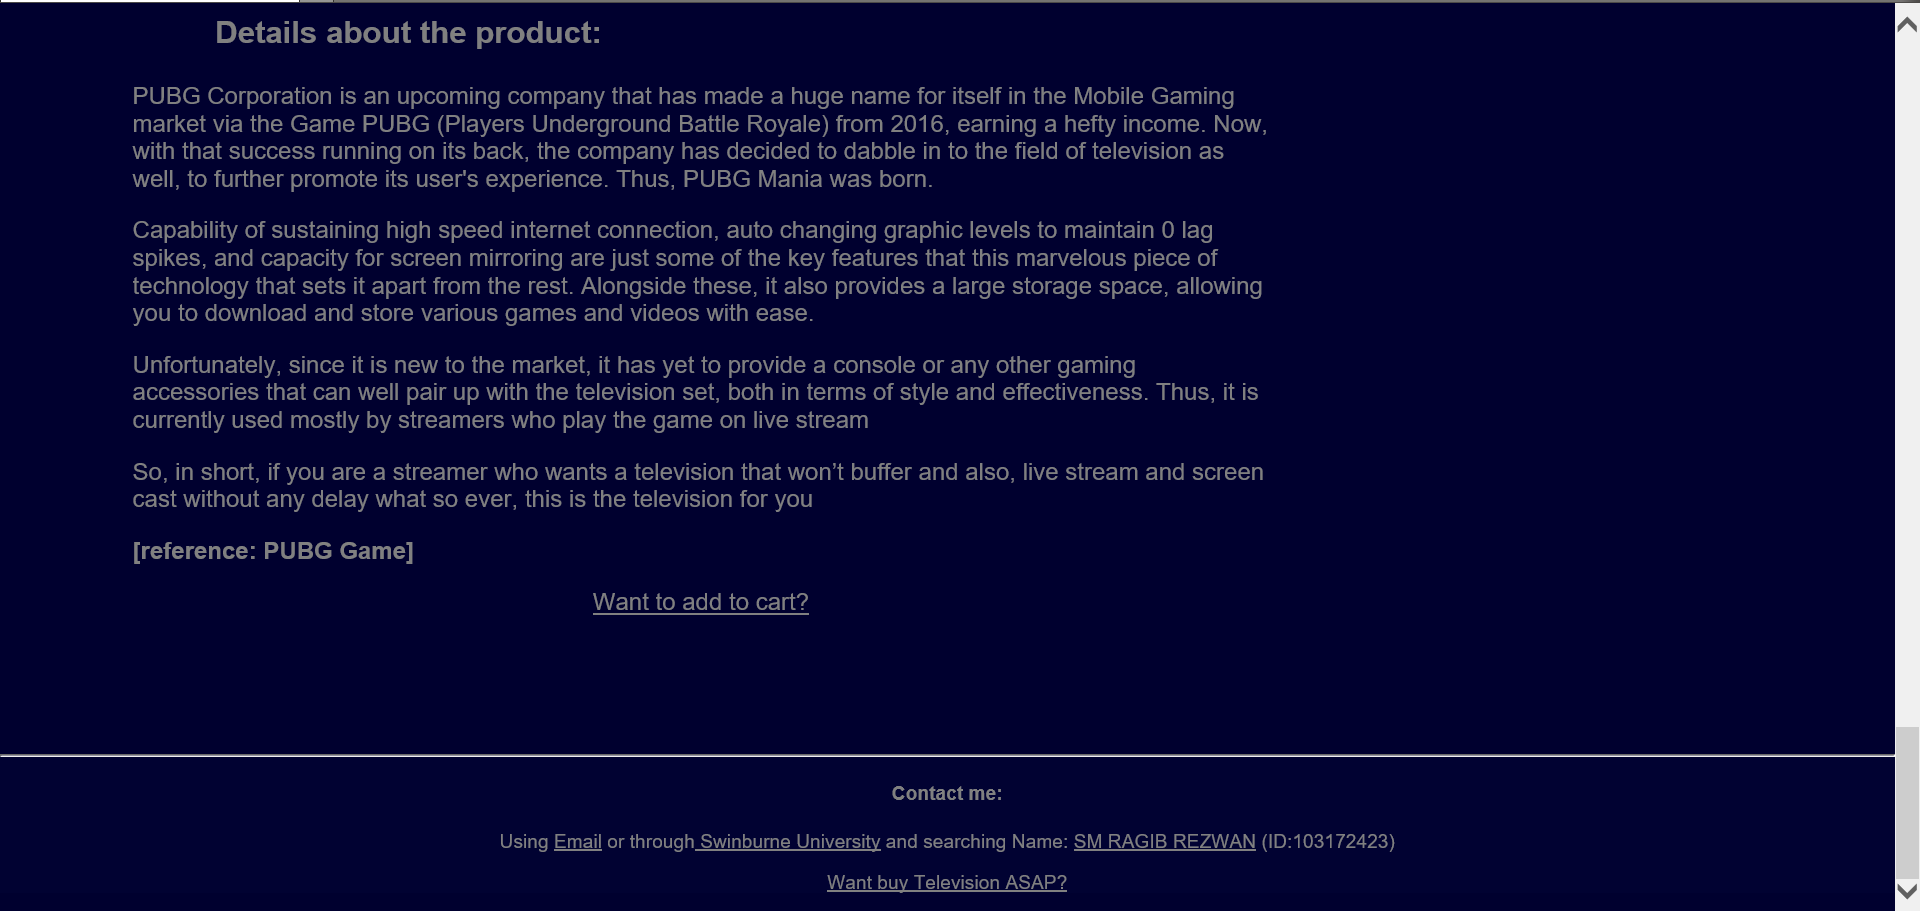 Details about the product:
PUBG Corporation is an upcoming company that has made a huge name for itself in the Mobile Gaming
market via the Game PUBG (Players Underground Battle Royale) from 2016, earning a hefty income. Now,
with that success running on its back, the company has decided to dabble in to the field of television as
well, to further promote its user's experience. Thus, PUBG Mania was born.
Capability of sustaining high speed internet connection, auto changing graphic levels to maintain 0 lag
spikes, and capacity for screen mirroring are just some of the key features that this marvelous piece of
technology that sets it apart from the rest. Alongside these, it also provides a large storage space, allowing
you to download and store various games and videos with ease.
Unfortunately, since it is new to the market, it has yet to provide a console or any other gaming
accessories that can well pair up with the television set, both in terms of style and effectiveness. Thus, it is
currently used mostly by streamers who play the game on live stream
So, in short, if you are a streamer who wants a television that won’t buffer and also, live stream and screen
cast without any delay what so ever, this is the television for you
[reference: PUBG Game]
Want to add to cart?
Contact me:
Using Email or through Swinburne University and searching Name: SM RAGIB REZWAN (ID:103172423)
Want buy Television ASAP?